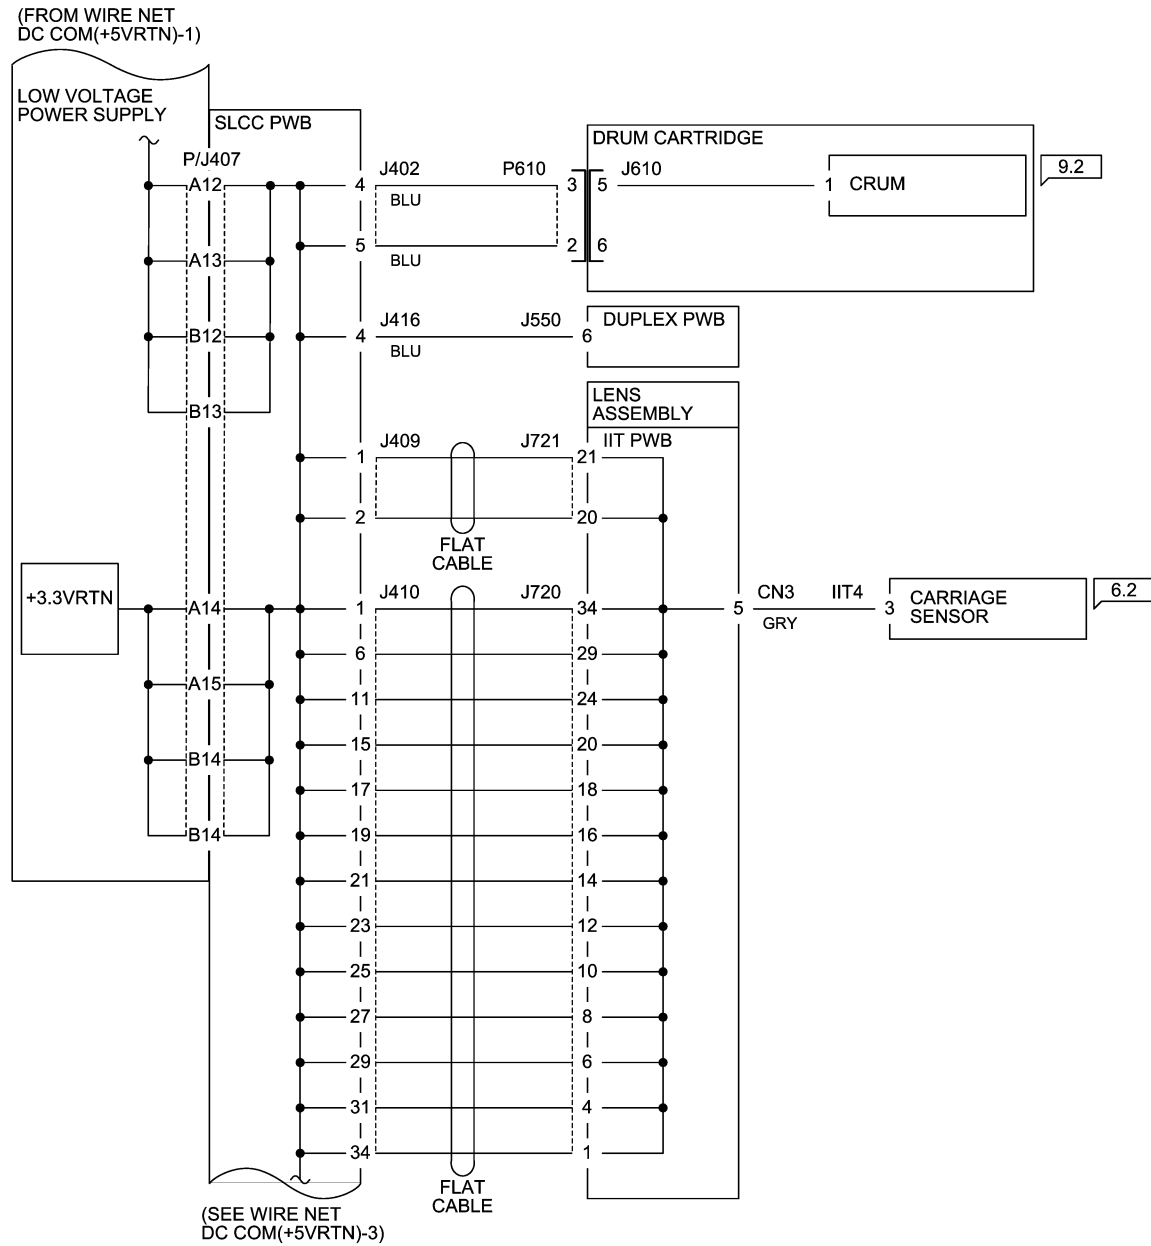 (FROM WIRE NET
DC COM(+5VRTN)-1)
LOW VOLTAGE
POWER SUPPLY
SLCC PWB
P/J407
A12
A13
B12
B13
+3.3VRTN
A14
A15
B14
B14
4 J402 P610 3 5 J610 1 CRUM 9.2
BLU
DRUM CARTRIDGE
5 2 6
BLU
4 J416 J550 6 DUPLEX PWB
BLU
LENS
ASSEMBLY
IIT PWB
1 J409 J721 21
2 20
FLAT
CABLE
1 J410 J720 34 5 CN3 IIT4 3 CARRIAGE
SENSOR
6.2
GRY
6 29
11 24
15 20
17 18
19 16
21 14
23 12
25 10
27 8
29 6
31 4
34 1
FLAT
CABLE
(SEE WIRE NET
DC COM(+5VRTN)-3)